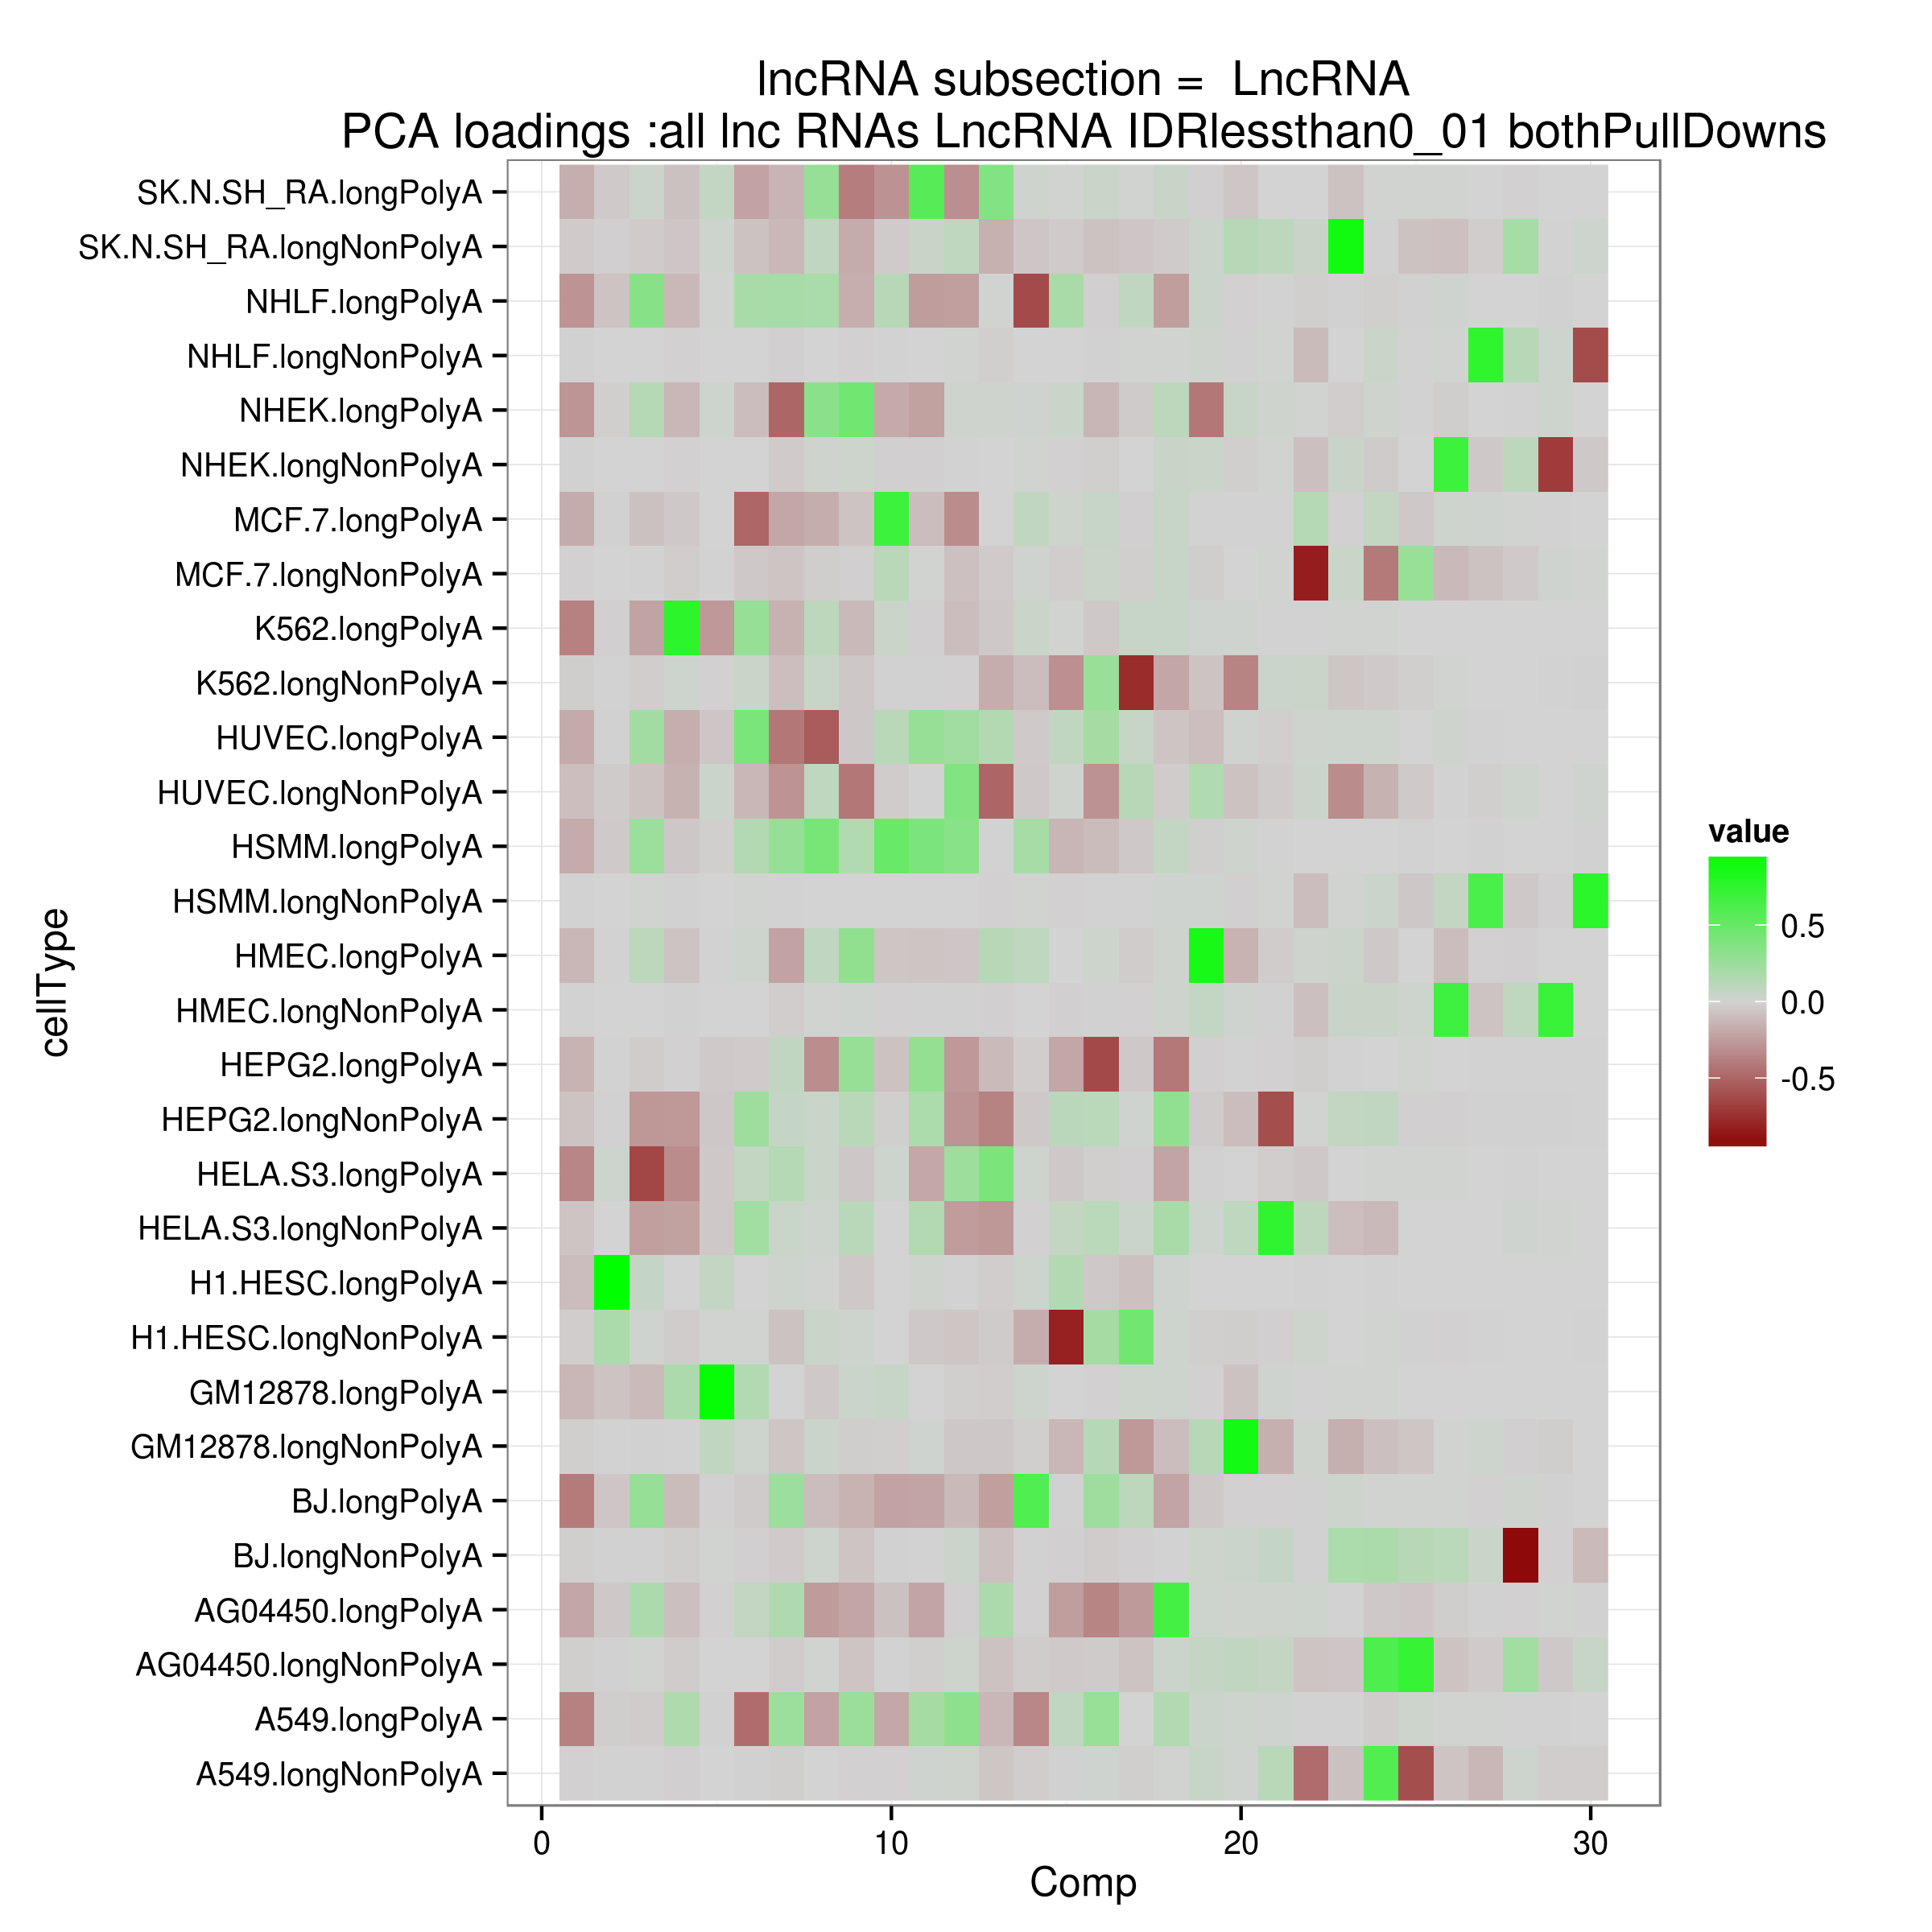 lncRNA subsection =  LncRNA
PCA loadings :all lnc RNAs LncRNA IDRlessthan0_01 bothPullDowns
SK.N.SH_RA.longPolyA
SK.N.SH_RA.longNonPolyA
NHLF.longPolyA
NHLF.longNonPolyA
NHEK.longPolyA
NHEK.longNonPolyA
MCF.7.longPolyA
MCF.7.longNonPolyA
K562.longPolyA
K562.longNonPolyA
HUVEC.longPolyA
HUVEC.longNonPolyA
HSMM.longPolyA
HSMM.longNonPolyA
HMEC.longPolyA
HMEC.longNonPolyA
HEPG2.longPolyA
HEPG2.longNonPolyA
HELA.S3.longPolyA
HELA.S3.longNonPolyA
H1.HESC.longPolyA
H1.HESC.longNonPolyA
GM12878.longPolyA
GM12878.longNonPolyA
BJ.longPolyA
BJ.longNonPolyA
AG04450.longPolyA
AG04450.longNonPolyA
A549.longPolyA
A549.longNonPolyA
cellType
0 10 20 30
Comp
value
0.5
0.0
-0.5